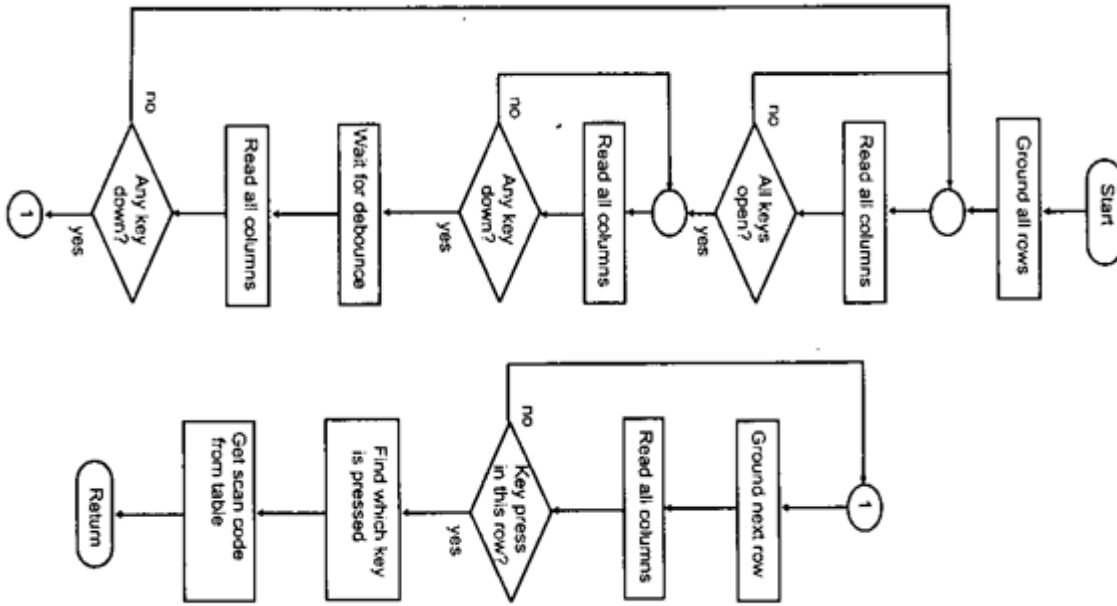 Start
Ground all rows
Read all columns
All keys
open?
no
yes
Read all columns
Any key
down?
no
yes
Wait for debounce
Read all columns
Any key
down?
no
yes
1
1
Ground next row
Read all columns
Key press
in this row?
no
yes
Find which key
is pressed
Get scan code
from table
Return